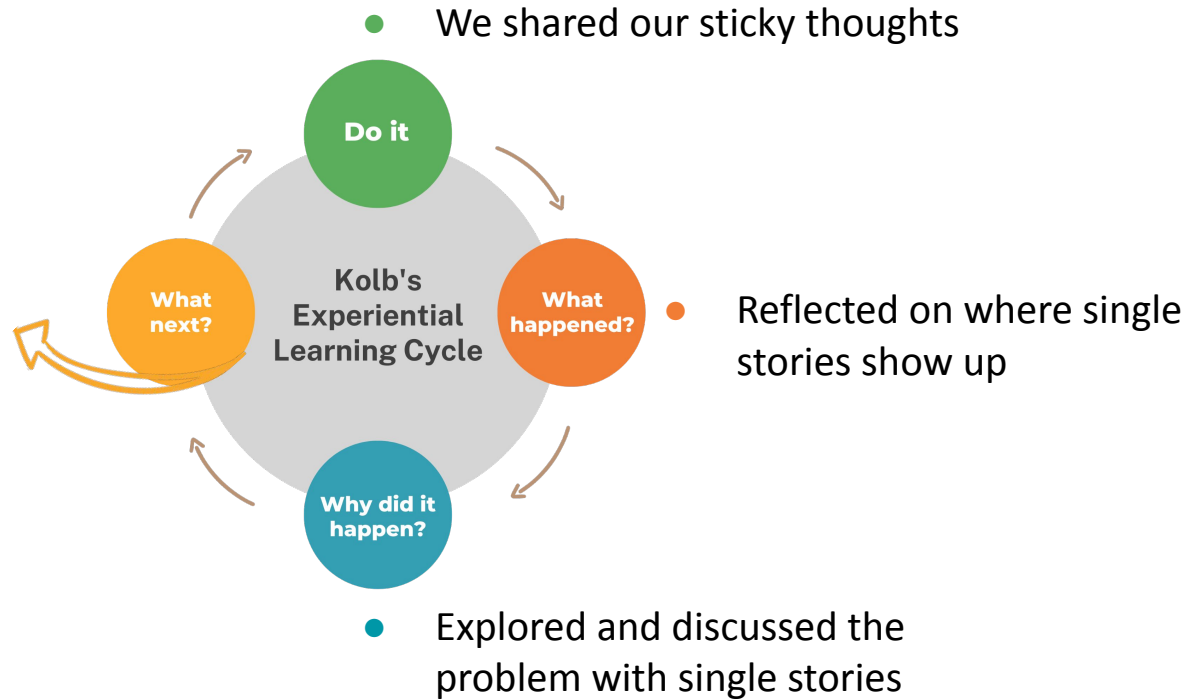 We shared our sticky thoughts
Do it
What
next?
Kolb's
Experiential
Learning Cycle
What
happened?
Reflected on where single
stories show up
Why did it
happen?
Explored and discussed the
problem with single stories